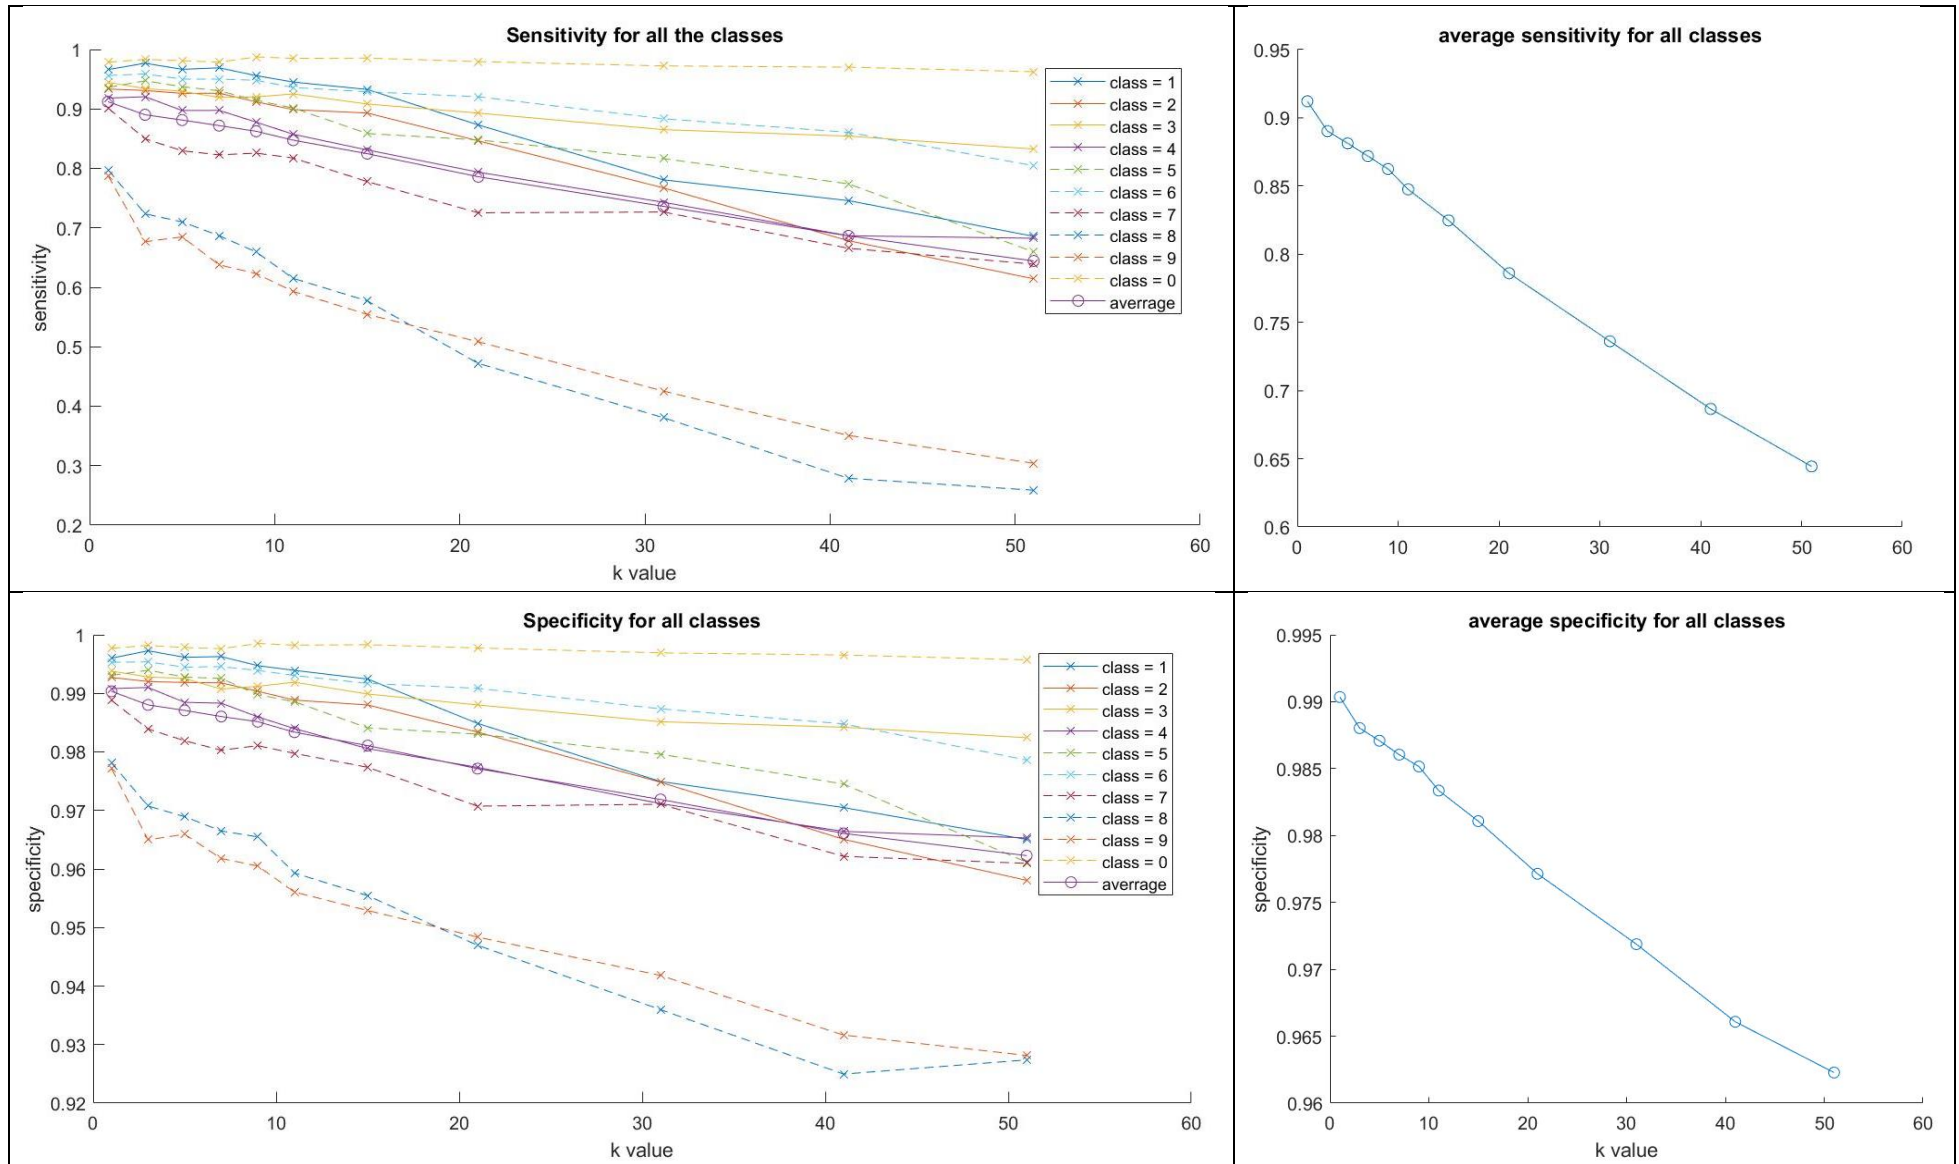 Sensitivity for all the classes
1
0.9
0.8
0.7
0.6
0.5
0.4
0.3
0.2
sensitivity
0 10 20 30 40 50 60
k value
class = 1
class = 2
class = 3
class = 4
class = 5
class = 6
class = 7
class = 8
class = 9
class = 0
averrage
average sensitivity for all classes
0.95
0.9
0.85
0.8
0.75
0.7
0.65
0.6
0 10 20 30 40 50 60
Specificity for all classes
1
0.99
0.98
0.97
0.96
0.95
0.94
0.93
0.92
specificity
0 10 20 30 40 50 60
k value
class = 1
class = 2
class = 3
class = 4
class = 5
class = 6
class = 7
class = 8
class = 9
class = 0
averrage
average specificity for all classes
0.995
0.99
0.985
0.98
0.975
0.97
0.965
0.96
specificity
0 10 20 30 40 50 60
k value